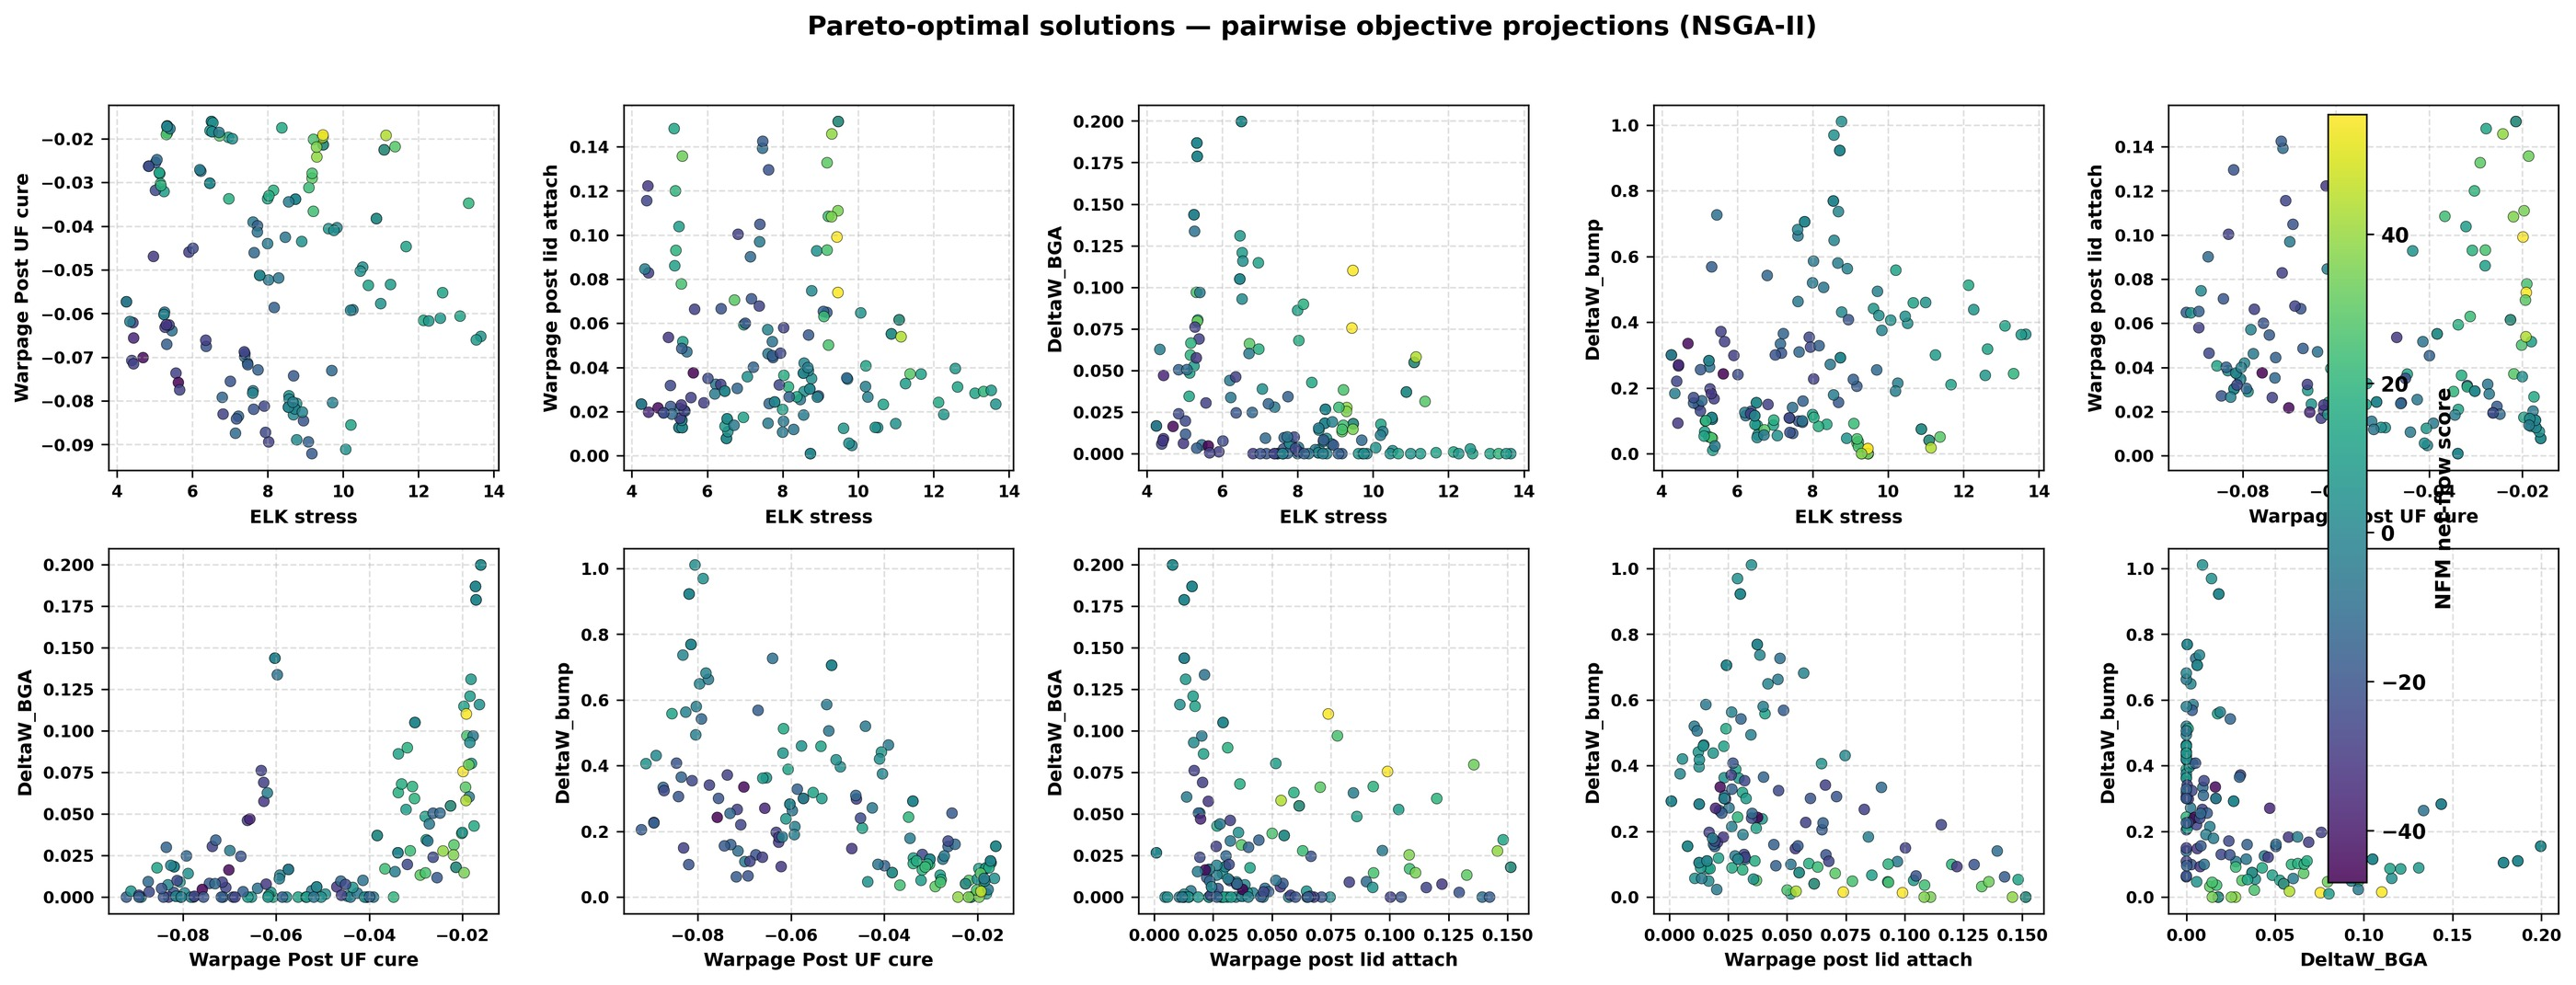 Pareto-optimal solutions — pairwise objective projections (NSGA-II)
Warpage Post UF cure
−0.02
−0.03
−0.04
−0.05
−0.06
−0.07
−0.08
−0.09
4 6 8 10 12 14
ELK stress
Warpage post lid attach
0.14
0.12
0.10
0.08
0.06
0.04
0.02
0.00
4 6 8 10 12 14
ELK stress
DeltaW_BGA
0.200
0.175
0.150
0.125
0.100
0.075
0.050
0.025
0.000
4 6 8 10 12 14
ELK stress
DeltaW_bump
1.0
0.8
0.6
0.4
0.2
0.0
4 6 8 10 12 14
ELK stress
Warpage post lid attach
0.14
0.12
0.10
0.08
0.06
0.04
0.02
0.00
−0.08 −0.04 −0.02
Post UF cure
DeltaW_BGA
0.200
0.175
0.150
0.125
0.100
0.075
0.050
0.025
0.000
−0.08 −0.06 −0.04 −0.02
Warpage Post UF cure
DeltaW_bump
1.0
0.8
0.6
0.4
0.2
0.0
−0.08 −0.06 −0.04 −0.02
Warpage Post UF cure
DeltaW_BGA
0.200
0.175
0.150
0.125
0.100
0.075
0.050
0.025
0.000
0.000 0.025 0.050 0.075 0.100 0.125 0.150
Warpage post lid attach
DeltaW_bump
1.0
0.8
0.6
0.4
0.2
0.0
0.000 0.025 0.050 0.075 0.100 0.125 0.150
Warpage post lid attach
DeltaW_bump
1.0
0.8
0.6
0.4
0.2
0.0
0.00 0.05 0.10 0.15 0.20
DeltaW_BGA
40
20
0
−20
−40
NFM net-flow score